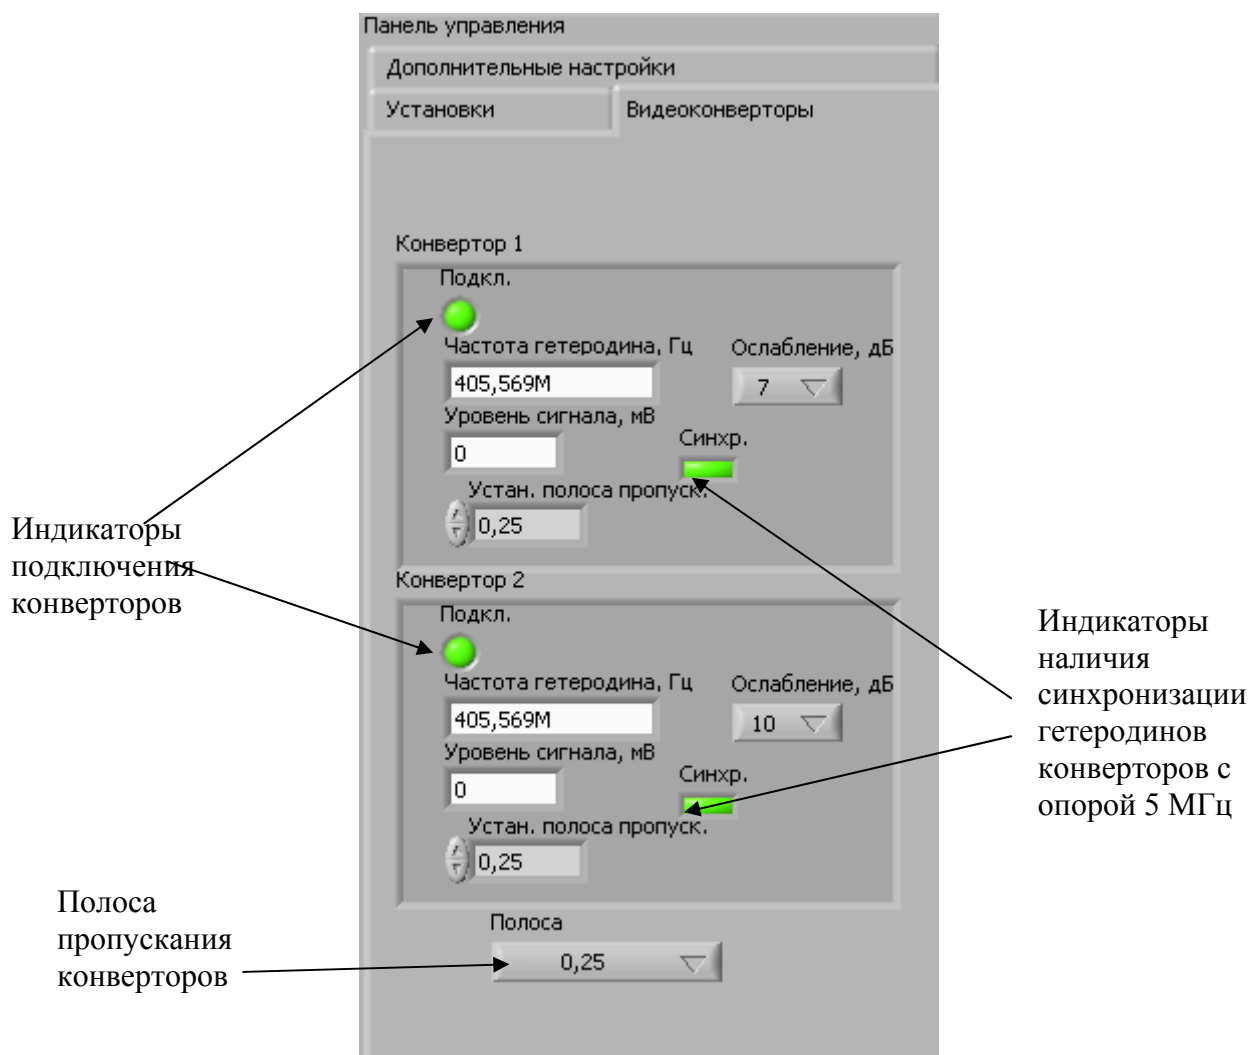 Панель управления
Дополнительные настройки
Установки
Видеоконверторы
Конвертор 1
Подкл.
Частота гетеродина, Гц
Ослабление, дБ
405,569М
7
Уровень сигнала, мВ
0
Синхр.
Устан. полоса пропуск.
0,25
Конвертор 2
Подкл.
Частота гетеродина, Гц
Ослабление, дБ
405,569М
10
Уровень сигнала, мВ
0
Синхр.
Устан. полоса пропуск.
0,25
Полоса
0,25
Индикаторы
подключения
конверторов
Полоса
пропускания
конверторов
Индикаторы
наличия
синхронизации
гетеродинов
конверторов с
опорой 5 МГц